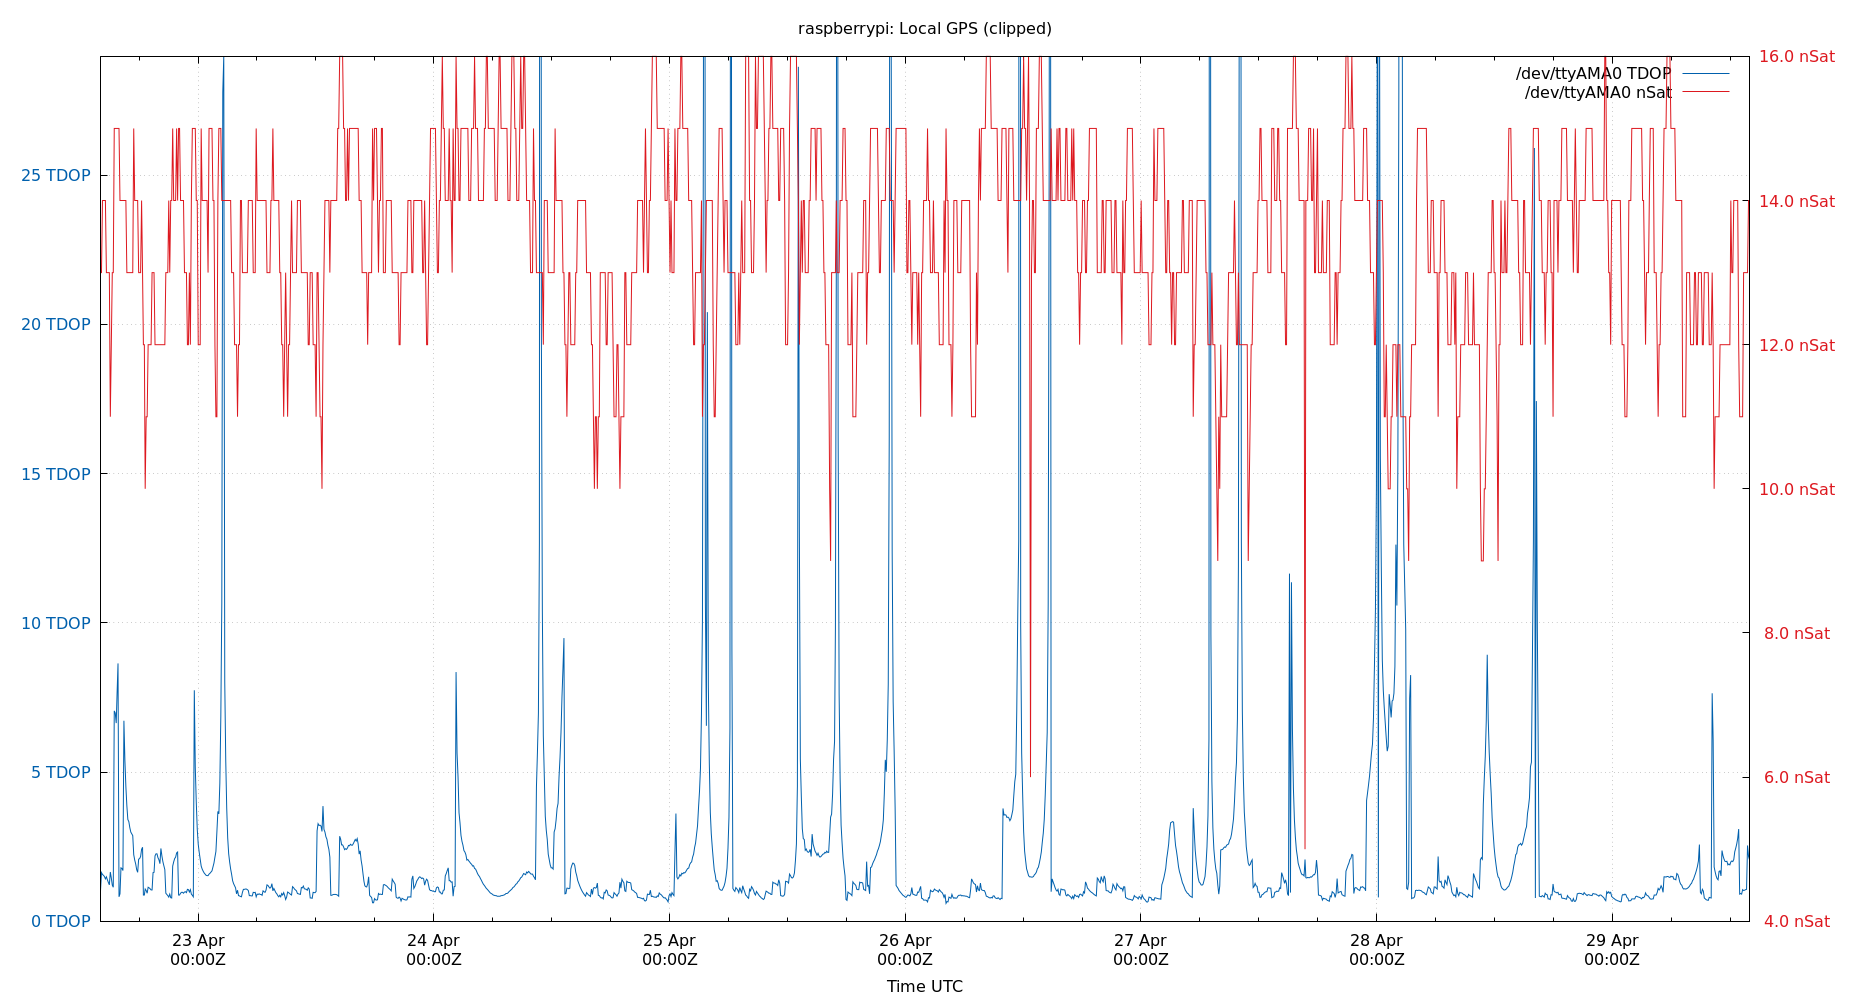 raspberrypi: Local GPS (clipped)
/dev/ttyAMA0 TDOP
/dev/ttyAMA0 nSat
25 TDOP
20 TDOP
15 TDOP
10 TDOP
5 TDOP
0 TDOP
16.0 nSat
14.0 nSat
12.0 nSat
10.0 nSat
8.0 nSat
6.0 nSat
4.0 nSat
23 Apr 24 Apr 25 Apr 26 Apr 27 Apr 28 Apr 29 Apr
00:00Z 00:00Z 00:00Z 00:00Z 00:00Z 00:00Z 00:00Z
Time UTC